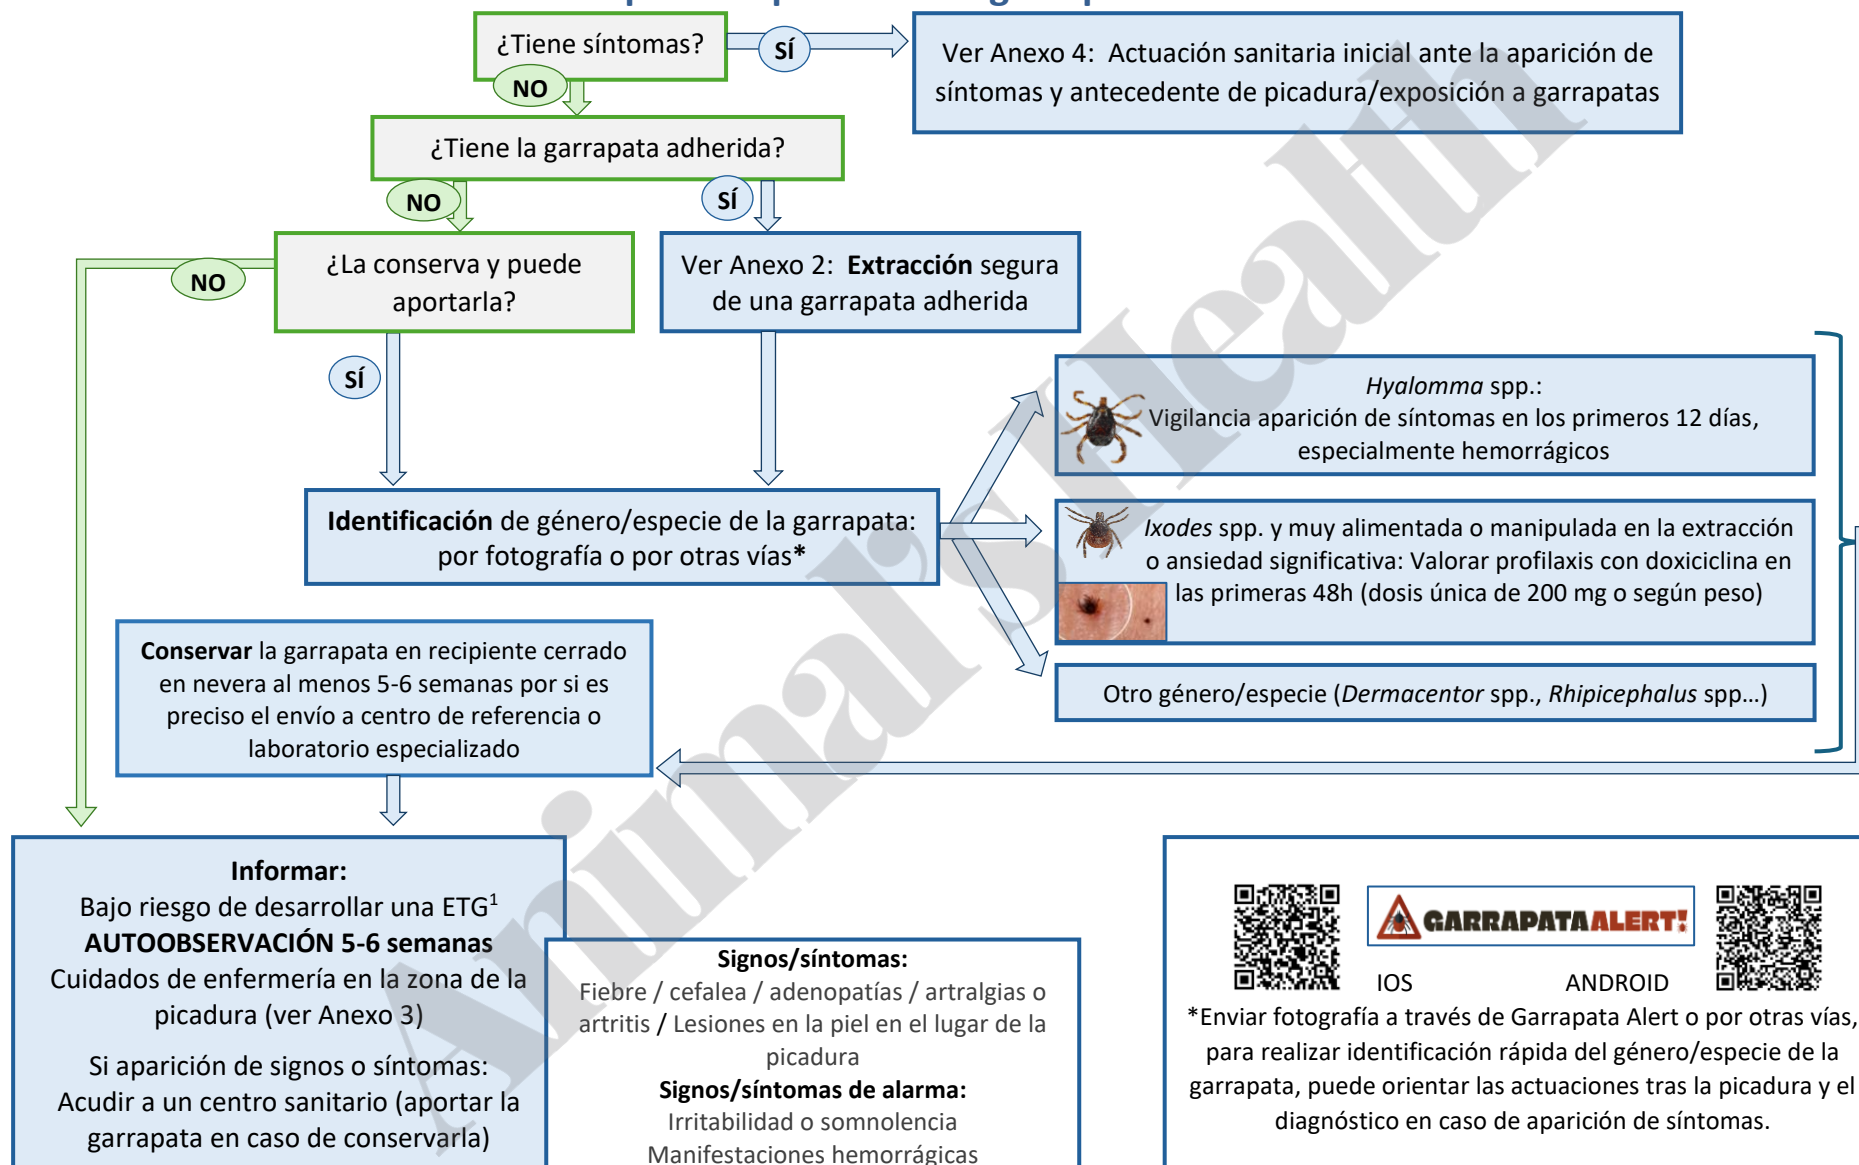 ¿Tiene síntomas?
SÍ
Ver Anexo 4: Actuación sanitaria inicial ante la aparición de
síntomas y antecedente de picadura/exposición a garrapatas
NO
¿Tiene la garrapata adherida?
NO
SÍ
¿La conserva y puede
aportarla?
NO
Ver Anexo 2: Extracción segura
de una garrapata adherida
SÍ
Hyalomma spp.:
Vigilancia aparición de síntomas en los primeros 12 días,
especialmente hemorrágicos
Identificación de género/especie de la garrapata:
por fotografía o por otras vías*
Ixodes spp. y muy alimentada o manipulada en la extracción
o ansiedad significativa: Valorar profilaxis con doxiciclina en
las primeras 48h (dosis única de 200 mg o según peso)
Otro género/especie (Dermacentor spp., Rhipicephalus spp...)
Conservar la garrapata en recipiente cerrado
en nevera al menos 5-6 semanas por si es
preciso el envío a centro de referencia o
laboratorio especializado
Informar:
Bajo riesgo de desarrollar una ETG¹
AUTOOBSERVACIÓN 5-6 semanas
Cuidados de enfermería en la zona de la
picadura (ver Anexo 3)
Si aparición de signos o síntomas:
Acudir a un centro sanitario (aportar la
garrapata en caso de conservarla)
Signos/síntomas:
Fiebre / cefalea / adenopatías / artralgias o
artritis / Lesiones en la piel en el lugar de la
picadura
Signos/síntomas de alarma:
Irritabilidad o somnolencia
Manifestaciones hemorrágicas
GARRAPATAALERT!
IOS
ANDROID
*Enviar fotografía a través de Garrapata Alert o por otras vías,
para realizar identificación rápida del género/especie de la
garrapata, puede orientar las actuaciones tras la picadura y el
diagnóstico en caso de aparición de síntomas.
Animal's Health